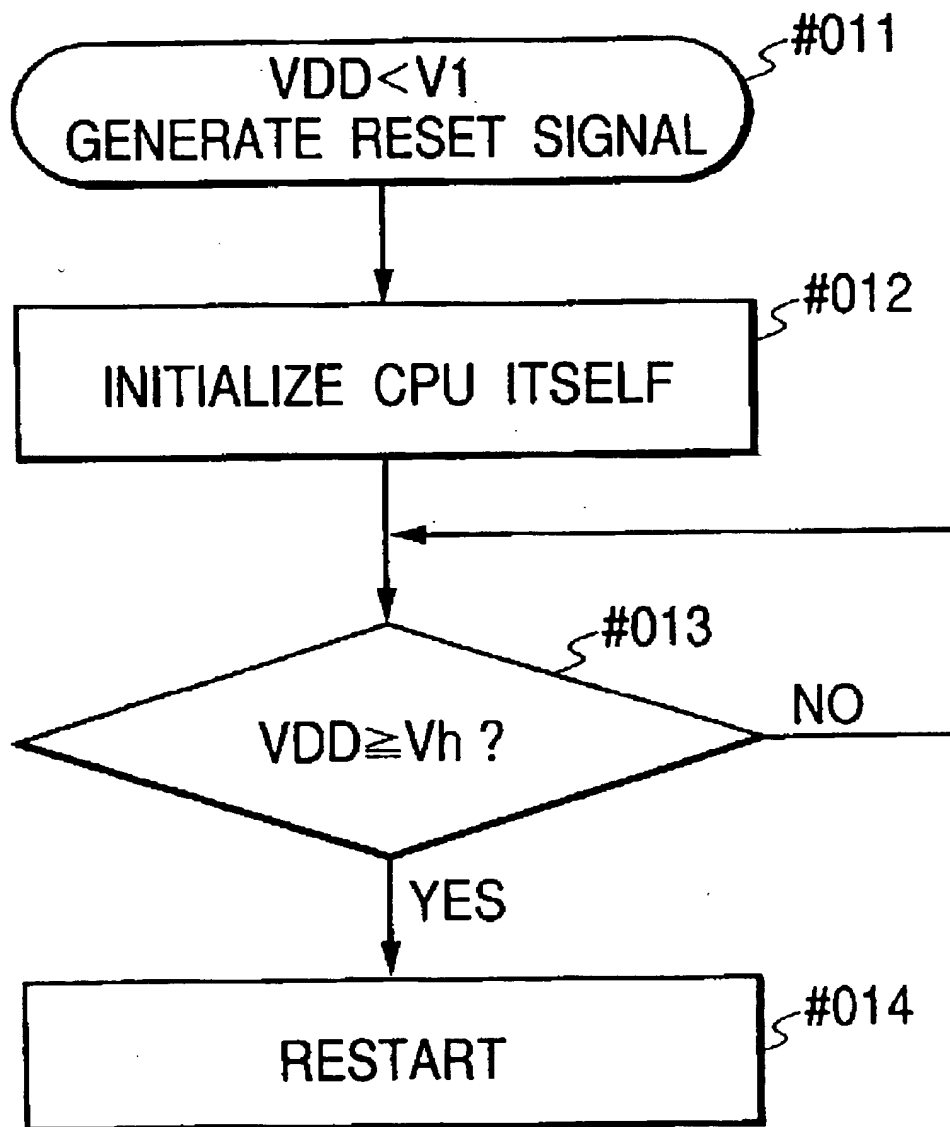 #011
VDD<V1
GENERATE RESET SIGNAL
#012
INITIALIZE CPU ITSELF
#013
VDD≧Vh ?
NO
YES
#014
RESTART